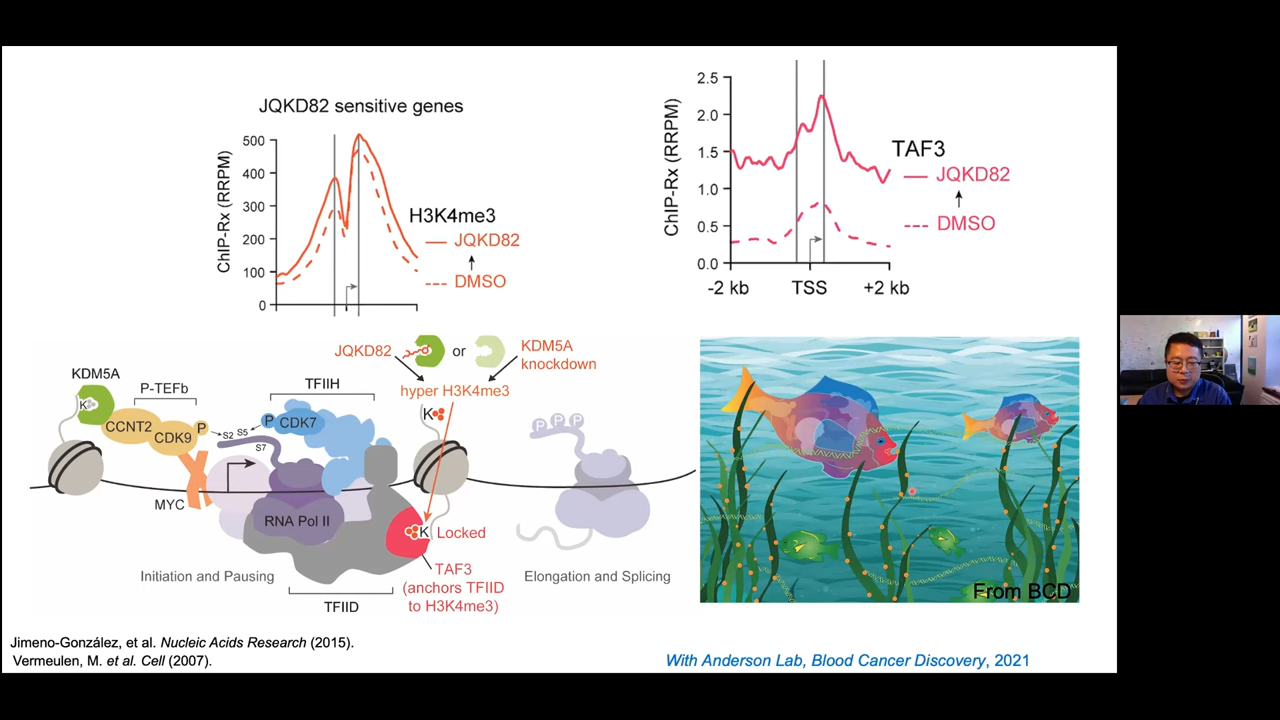 JQKD82 sensitive genes
ChIP-Rx (RRPM)
500
400
300
200
100
0
H3K4me3
JQKD82
DMSO
ChIP-Rx (RRPM)
2.5
2.0
1.5
1.0
0.5
0.0
-2 kb
TSS
+2 kb
TAF3
JQKD82
DMSO
JQKD82
or
KDM5A
knockdown
hyper H3K4me3
KDM5A
K
P-TEFb
CCNT2
CDK9
P
S2
S5
S7
TFIIH
P
CDK7
K
MYC
RNA Pol II
K
Locked
TAF3
(anchors TFIID
to H3K4me3)
Initiation and Pausing
TFIID
P P P
Elongation and Splicing
From BCD
Jimeno-González, et al. Nucleic Acids Research (2015).
Vermeulen, M. et al. Cell (2007).
With Anderson Lab, Blood Cancer Discovery, 2021